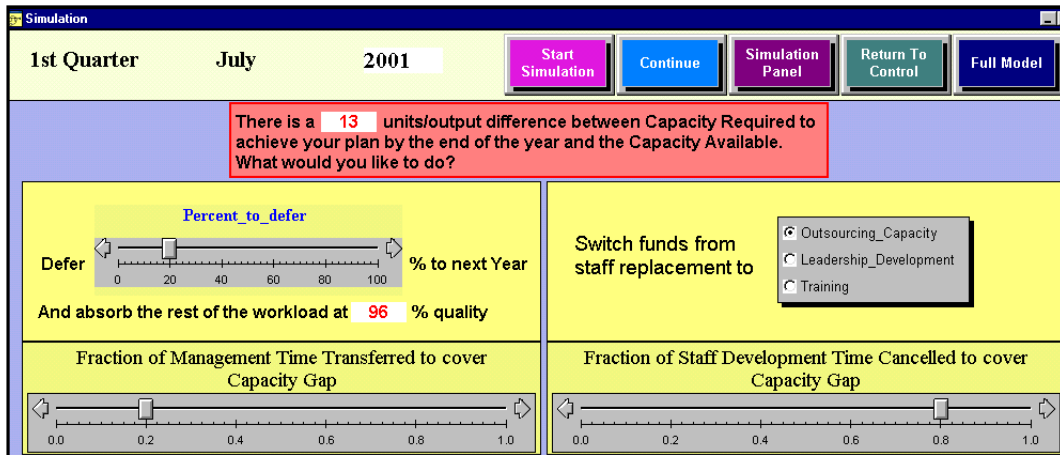 Simulation
1st Quarter July 2001
Start Simulation
Continue
Simulation Panel
Return To Control
Full Model
There is a 13 units/output difference between Capacity Required to
achieve your plan by the end of the year and the Capacity Available.
What would you like to do?
Percent_to_defer
Defer % to next Year
0 20 40 60 80 100
And absorb the rest of the workload at 96 % quality
Switch funds from
staff replacement to
Outsourcing_Capacity
Leadership_Development
Training
Fraction of Management Time Transferred to cover
Capacity Gap
0.0 0.2 0.4 0.6 0.8 1.0
Fraction of Staff Development Time Cancelled to cover
Capacity Gap
0.0 0.2 0.4 0.6 0.8 1.0